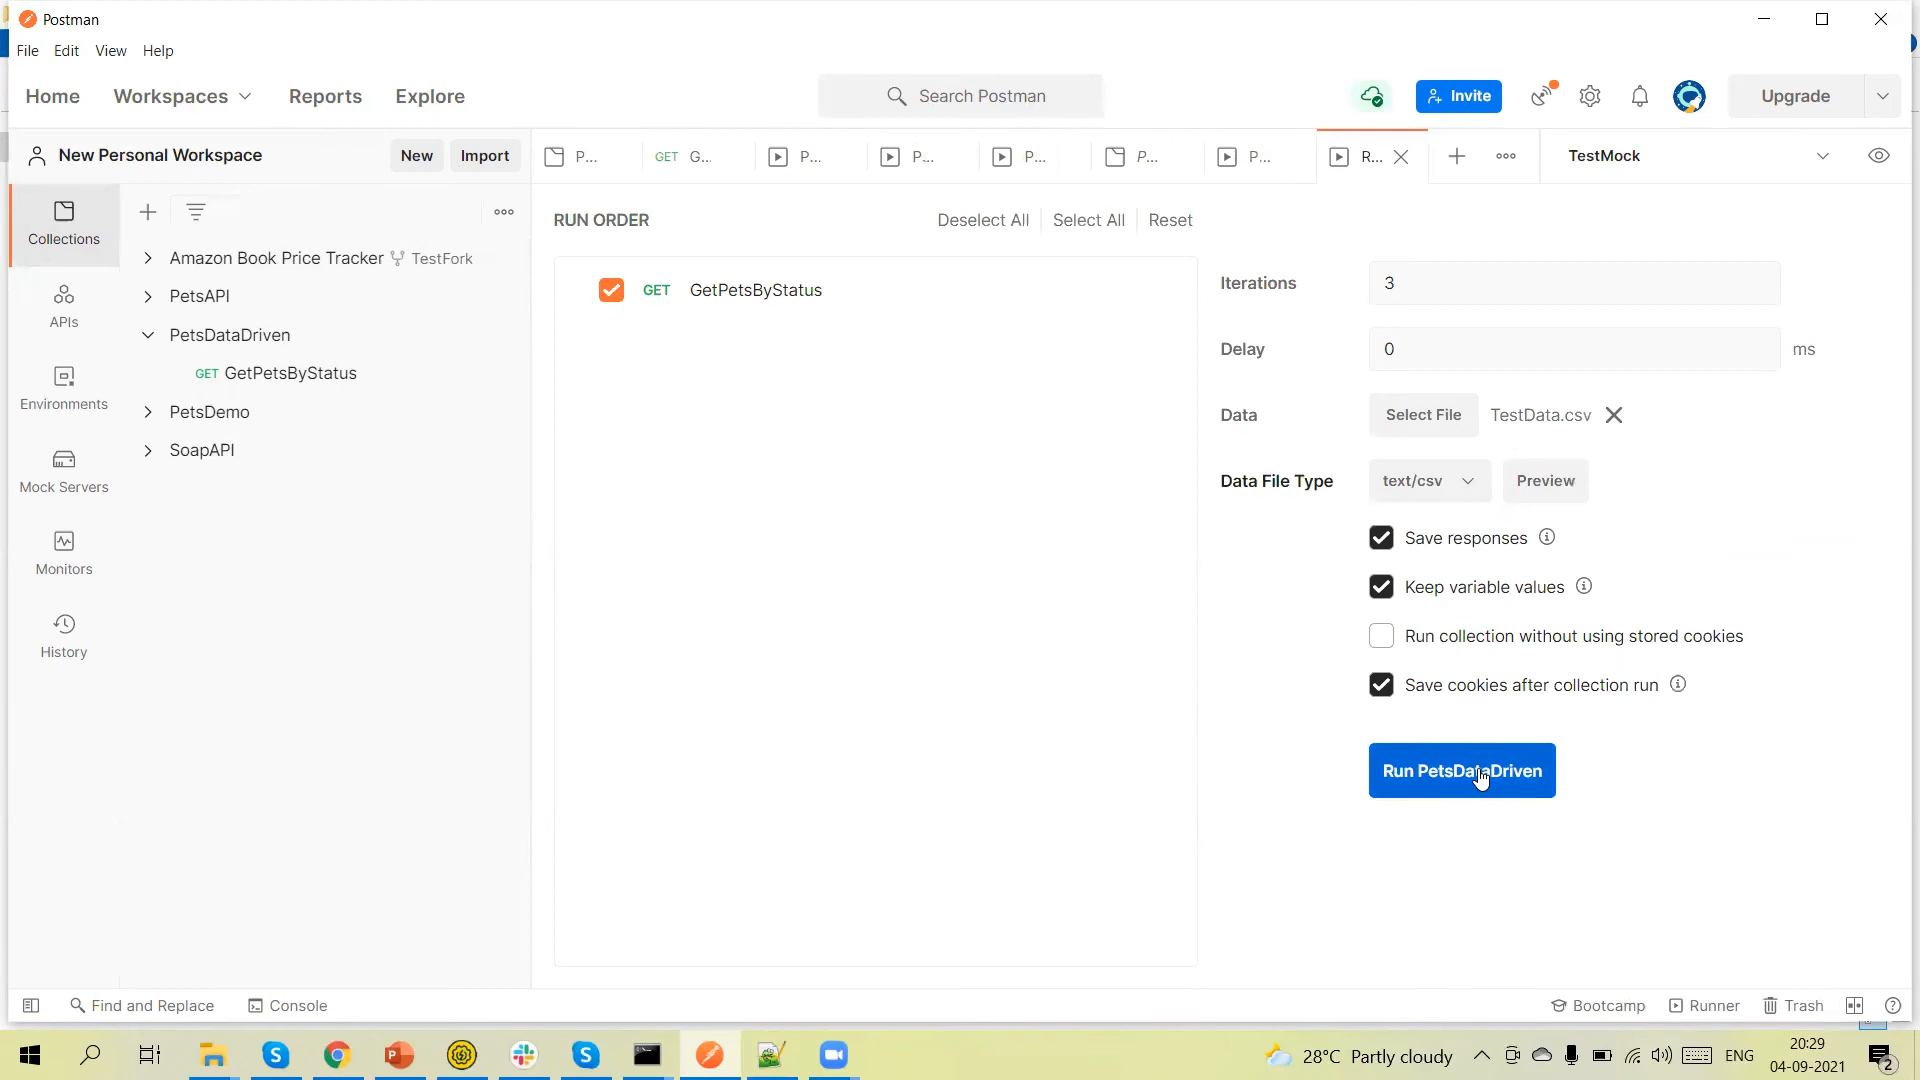 Postman
File Edit View Help
Home Workspaces Reports Explore Search Postman Invite Upgrade
New Personal Workspace New Import P... GET G... P... P... P... P... P... R... TestMock
Collections
APIs
Environments
Mock Servers
Monitors
History
Amazon Book Price Tracker TestFork
PetsAPI
PetsDataDriven
GET GetPetsByStatus
PetsDemo
SoapAPI
RUN ORDER Deselect All Select All Reset
GET GetPetsByStatus
Iterations 3
Delay 0 ms
Data Select File TestData.csv
Data File Type text/csv Preview
Save responses
Keep variable values
Run collection without using stored cookies
Save cookies after collection run
Run PetsDataDriven
Find and Replace Console Bootcamp Runner Trash
28°C Partly cloudy ENG 20:29
04-09-2021 2